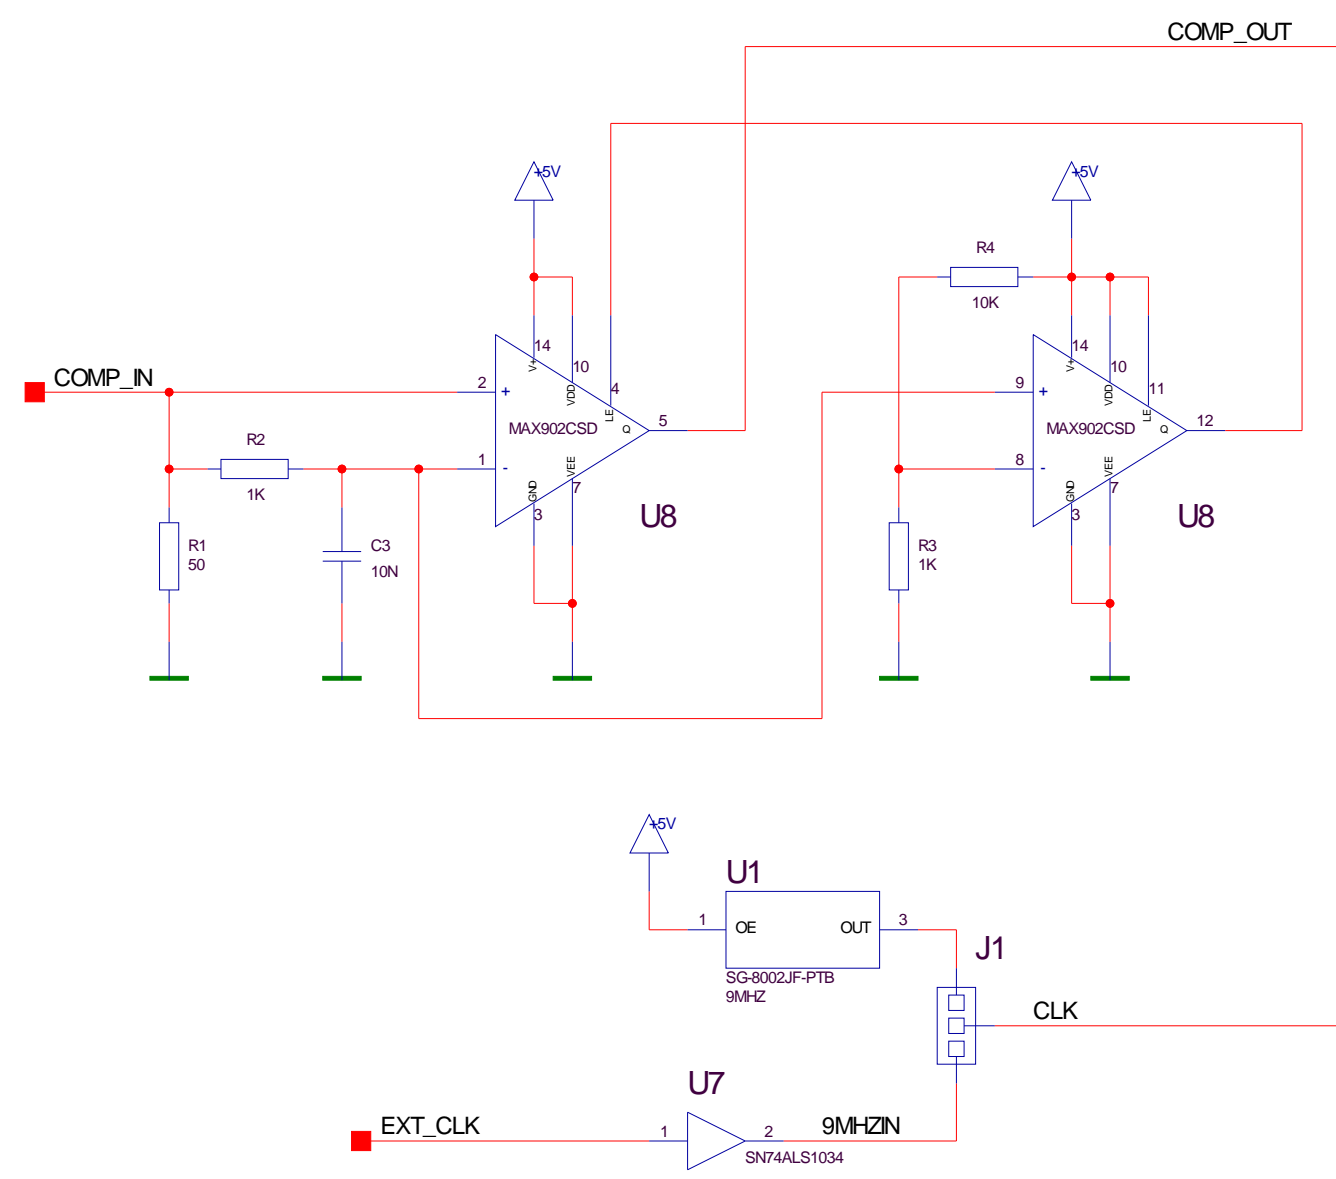 COMP_OUT
+5V
+5V
R4
10K
14
V+
10
VDD
4
LE
14
V+
10
VDD
11
LE
COMP_IN
2
+
9
+
5
12
MAX902CSD
Q
MAX902CSD
Q
R2
1K
1
-
8
-
VEE
GND
7
3
VEE
GND
7
3
U8
U8
R1
50
C3
10N
R3
1K
+5V
U1
1
OE
OUT
3
SG-8002JF-PTB
9MHZ
J1
CLK
U7
EXT_CLK
1
2
9MHZIN
SN74ALS1034